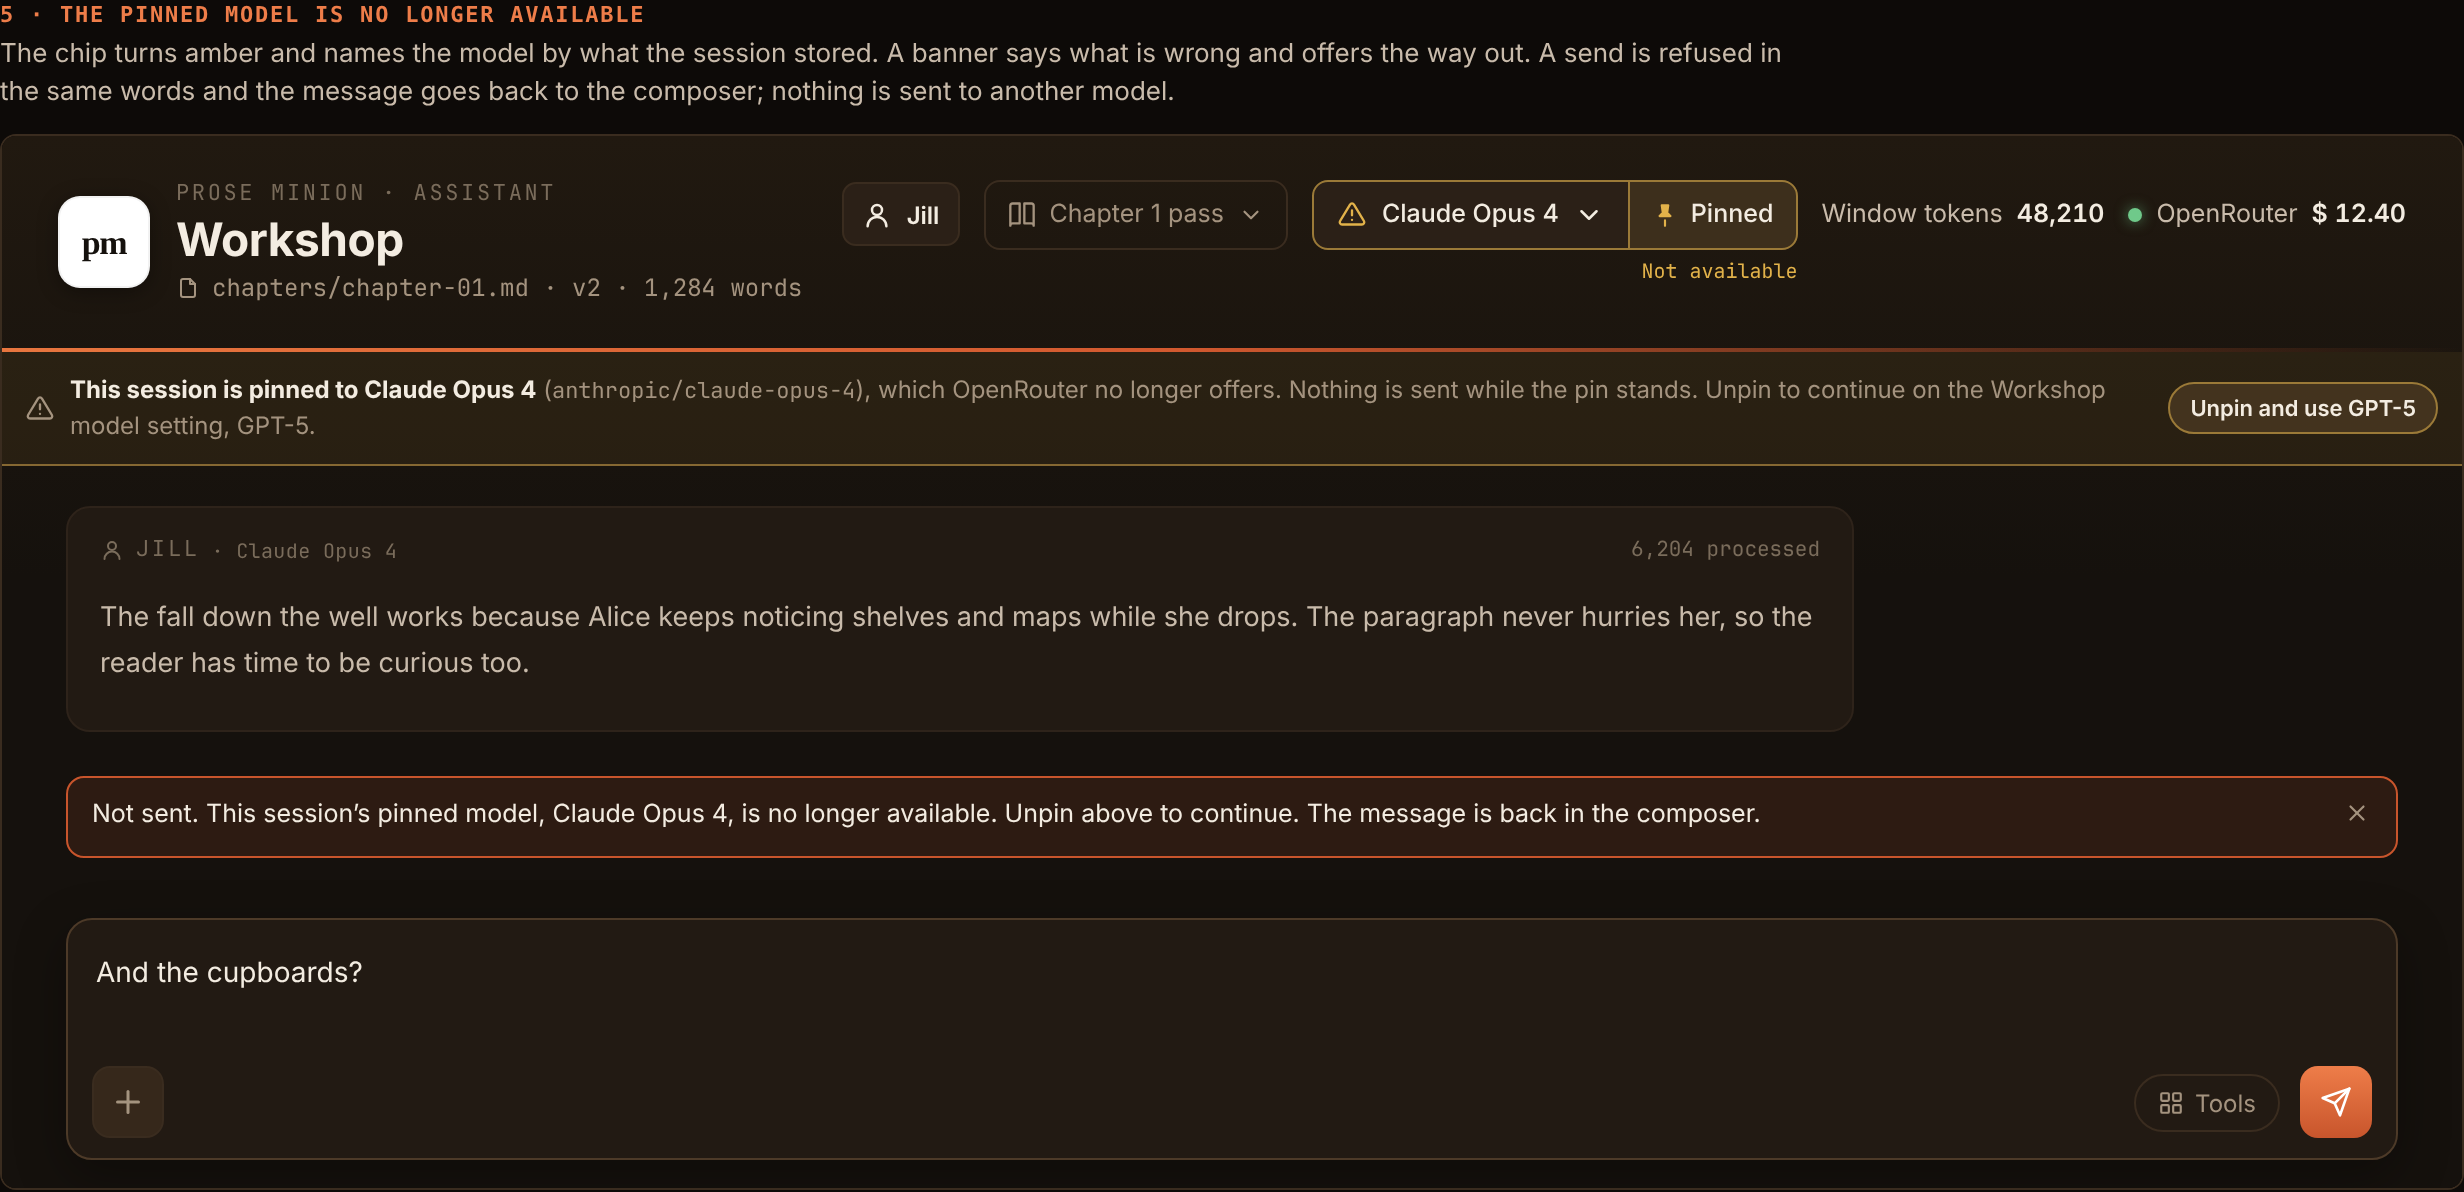 5 · THE PINNED MODEL IS NO LONGER AVAILABLE
The chip turns amber and names the model by what the session stored. A banner says what is wrong and offers the way out. A send is refused in
the same words and the message goes back to the composer; nothing is sent to another model.
pm
PROSE MINION · ASSISTANT
Workshop
chapters/chapter-01.md · v2 · 1,284 words
Jill
Chapter 1 pass
Claude Opus 4
Pinned
Not available
Window tokens 48,210
OpenRouter $ 12.40
This session is pinned to Claude Opus 4 (anthropic/claude-opus-4), which OpenRouter no longer offers. Nothing is sent while the pin stands. Unpin to continue on the Workshop
model setting, GPT-5.
Unpin and use GPT-5
JILL · Claude Opus 4
6,204 processed
The fall down the well works because Alice keeps noticing shelves and maps while she drops. The paragraph never hurries her, so the
reader has time to be curious too.
Not sent. This session’s pinned model, Claude Opus 4, is no longer available. Unpin above to continue. The message is back in the composer.
And the cupboards?
Tools